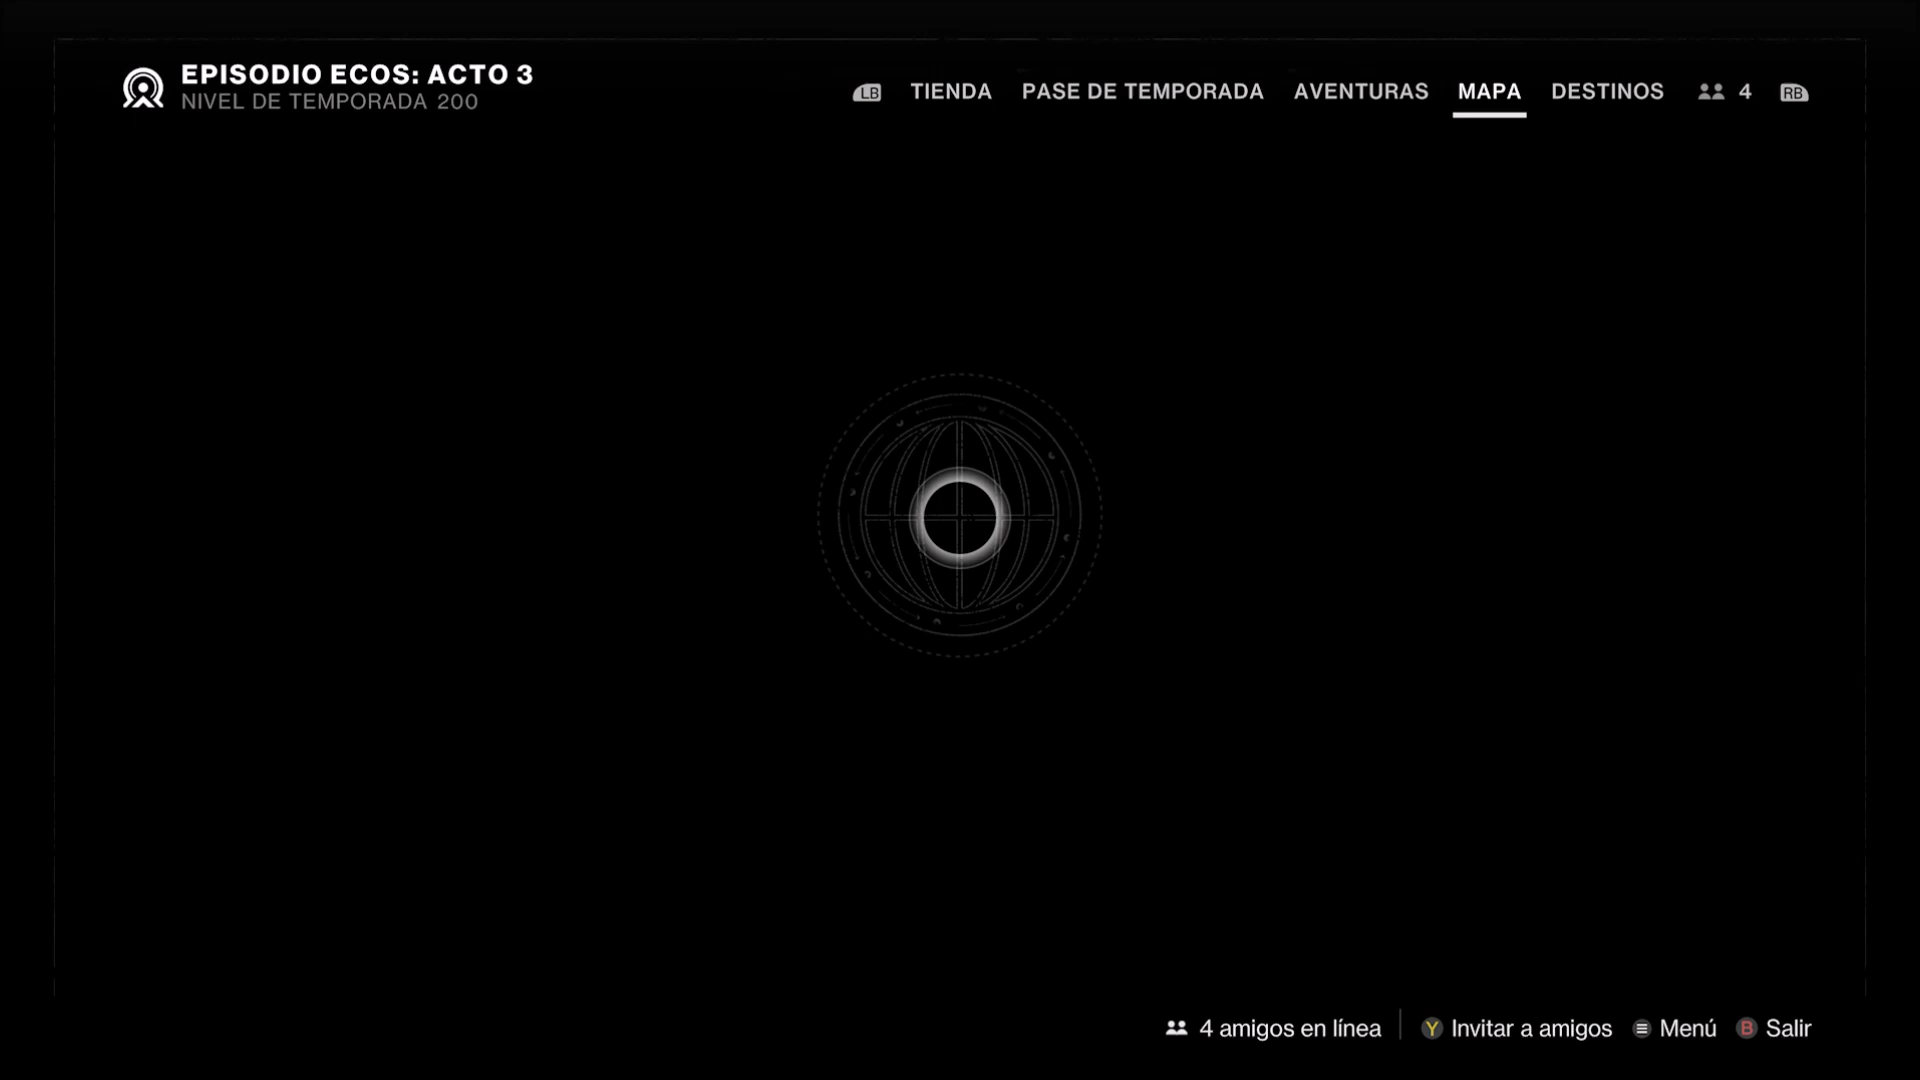 EPISODIO ECOS: ACTO 3
NIVEL DE TEMPORADA 200
LB TIENDA PASE DE TEMPORADA AVENTURAS MAPA DESTINOS 4 RB
4 amigos en línea Y Invitar a amigos Menú B Salir